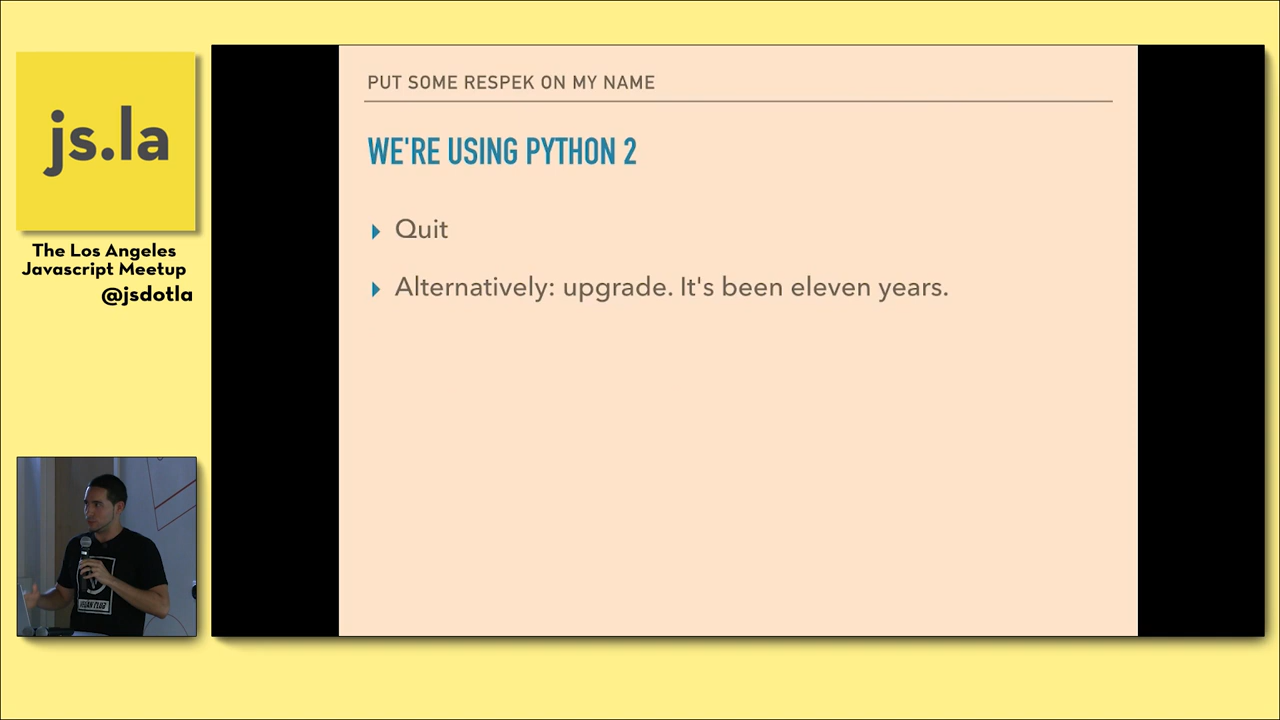 js.la
The Los Angeles
Javascript Meetup
@jsdotla
PUT SOME RESPEK ON MY NAME
WE'RE USING PYTHON 2
Quit
Alternatively: upgrade. It's been eleven years.